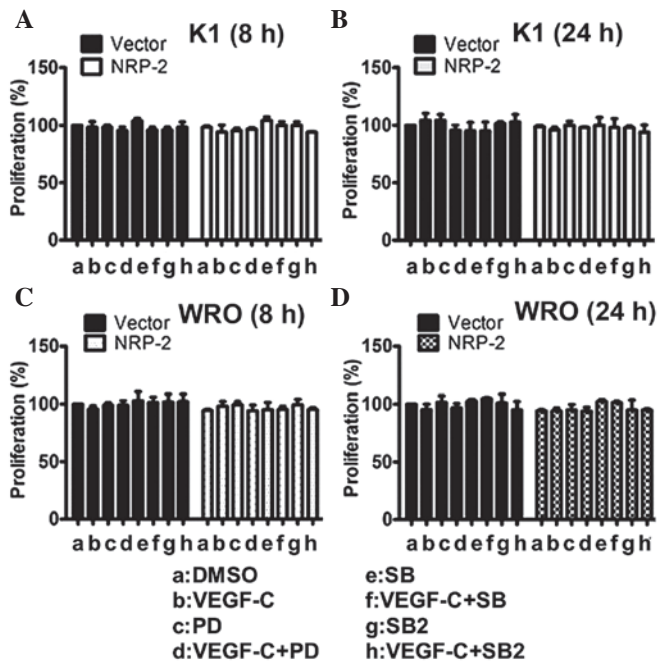 A
K1 (8 h)
Vector
NRP-2
Proliferation (%)
150
100
50
0
a b c d e f g h a b c d e f g h
B
K1 (24 h)
Vector
NRP-2
Proliferation (%)
150
100
50
0
a b c d e f g h a b c d e f g h
C
WRO (8 h)
Vector
NRP-2
Proliferation (%)
150
100
50
0
a b c d e f g h a b c d e f g h
D
WRO (24 h)
Vector
NRP-2
Proliferation (%)
150
100
50
0
a b c d e f g h a b c d e f g h
a:DMSO
b:VEGF-C
c:PD
d:VEGF-C+PD
e:SB
f:VEGF-C+SB
g:SB2
h:VEGF-C+SB2